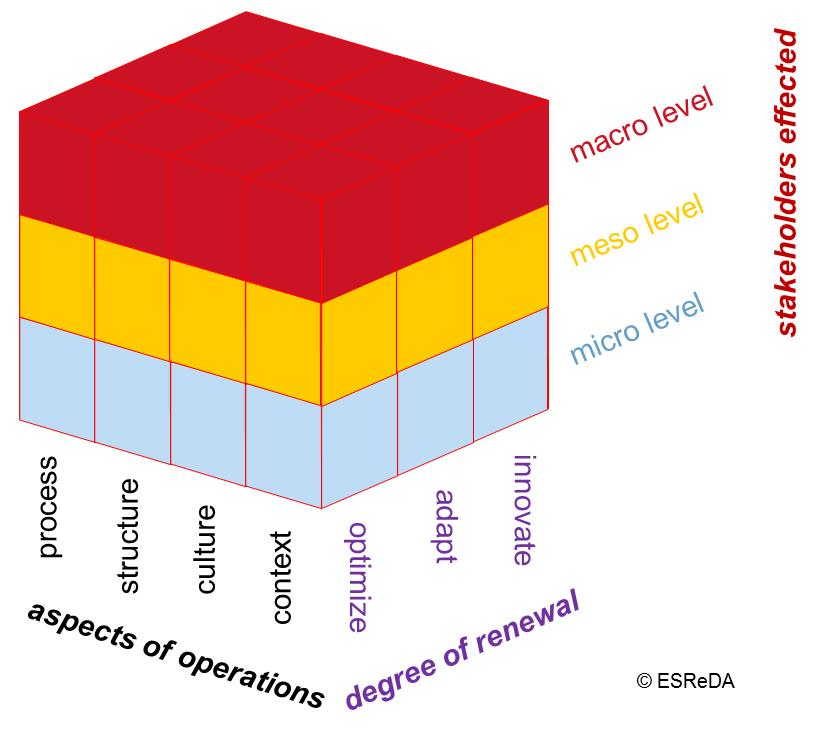 macro level
meso level
micro level
stakeholders effected
process
structure
culture
context
aspects of operations
optimize
adapt
innovate
degree of renewal
© ESReDA